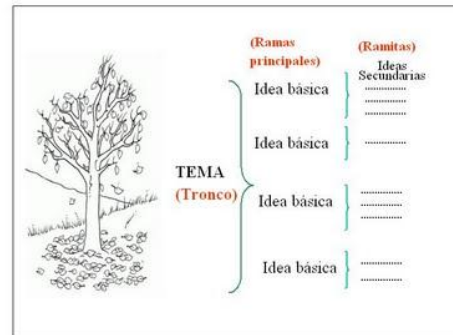 (Ramas
principales)
(Ramitas)
Ideas
Secundarias
Idea básica
...............
...............
...............
Idea básica
...............
TEMA
(Tronco)
Idea básica
...............
...............
...............
Idea básica
...............
...............